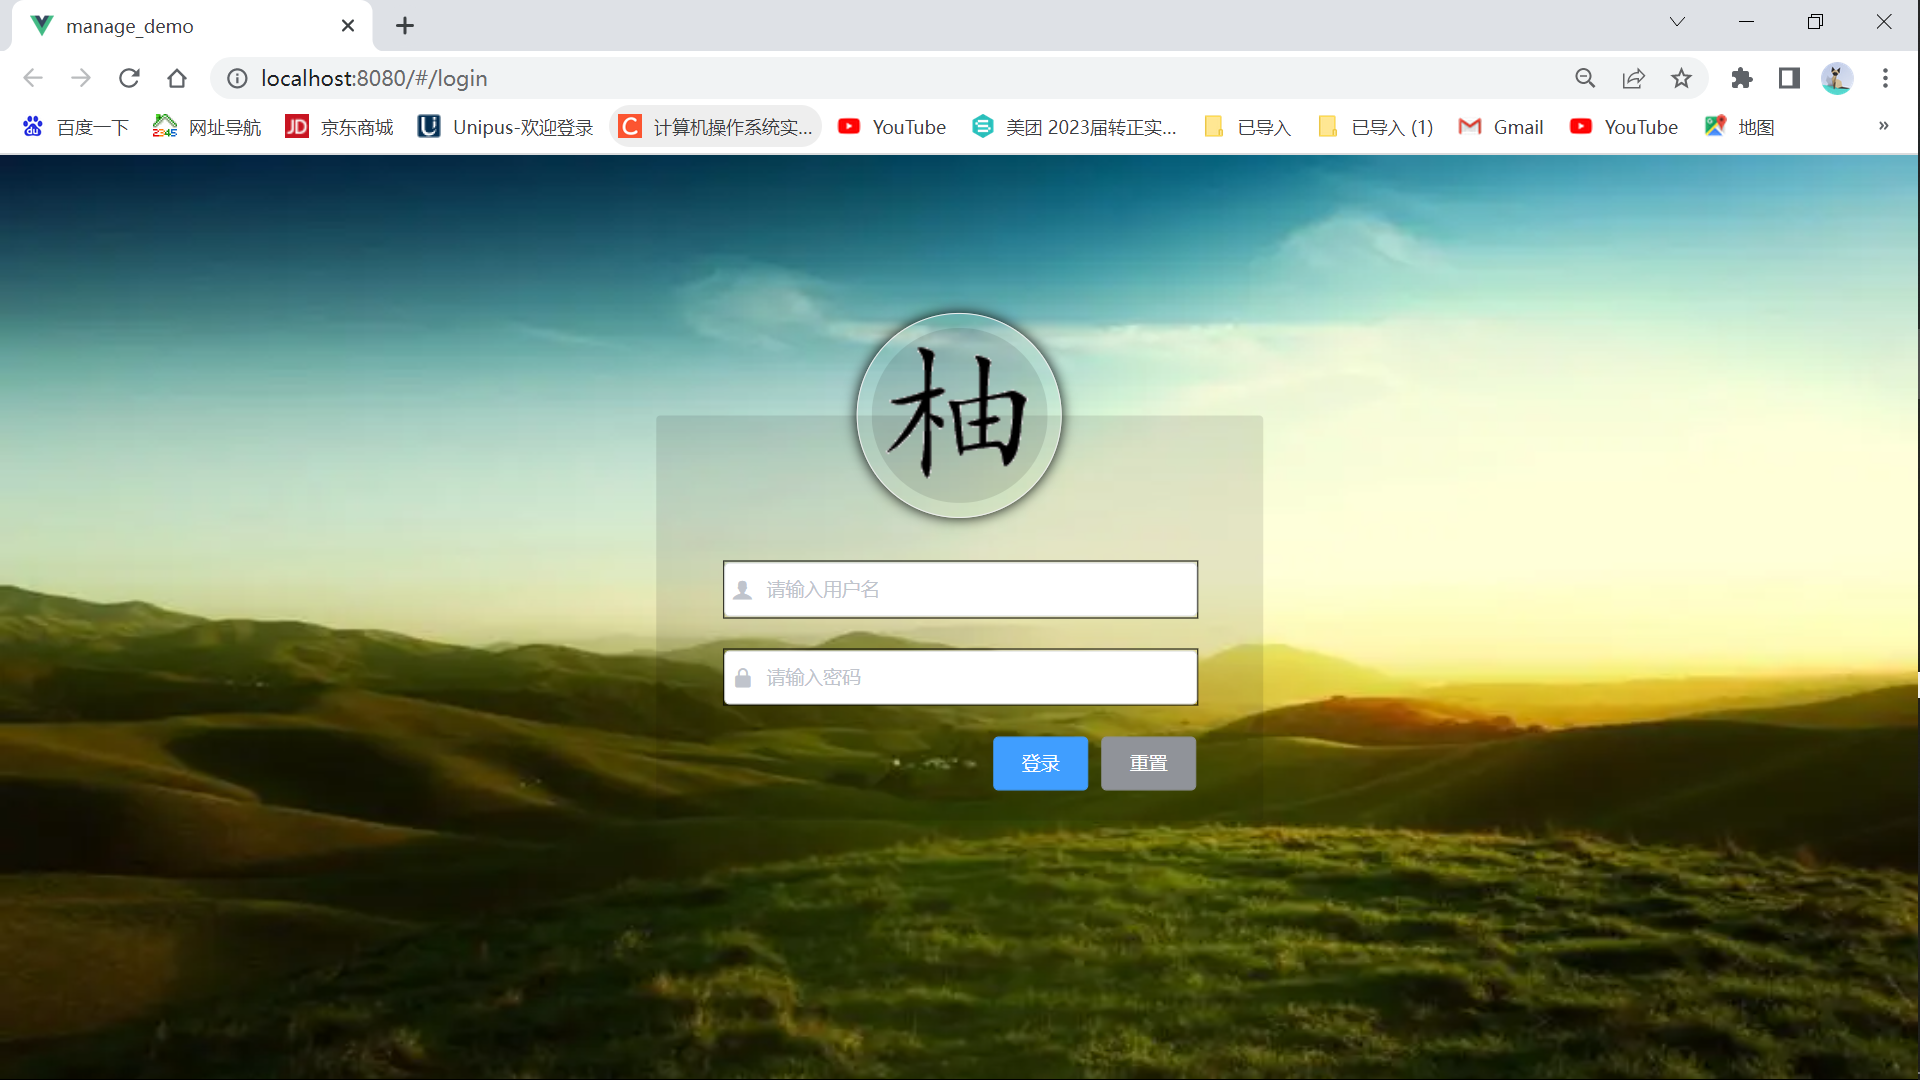 manage_demo
localhost:8080/#/login
百度一下 网址导航 京东商城 Unipus-欢迎登录 计算机操作系统实... YouTube 美团 2023届转正实... 已导入 已导入 (1) Gmail YouTube 地图 »
柚
请输入用户名
请输入密码
登录 重置